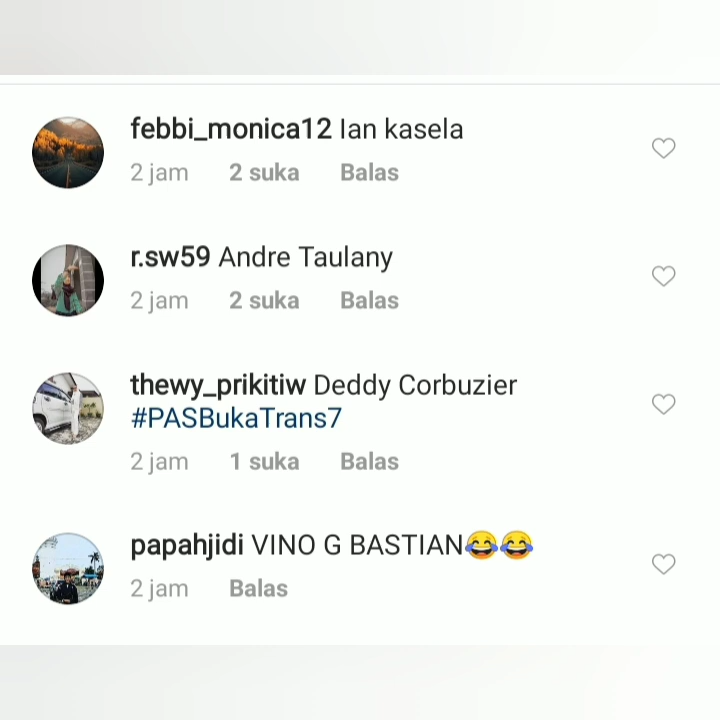 febbi_monica12 Ian kasela
2 jam 2 suka Balas
r.sw59 Andre Taulany
2 jam 2 suka Balas
thewy_prikitiw Deddy Corbuzier
#PASBukaTrans7
2 jam 1 suka Balas
papahjidi VINO G BASTIAN😂😂
2 jam Balas